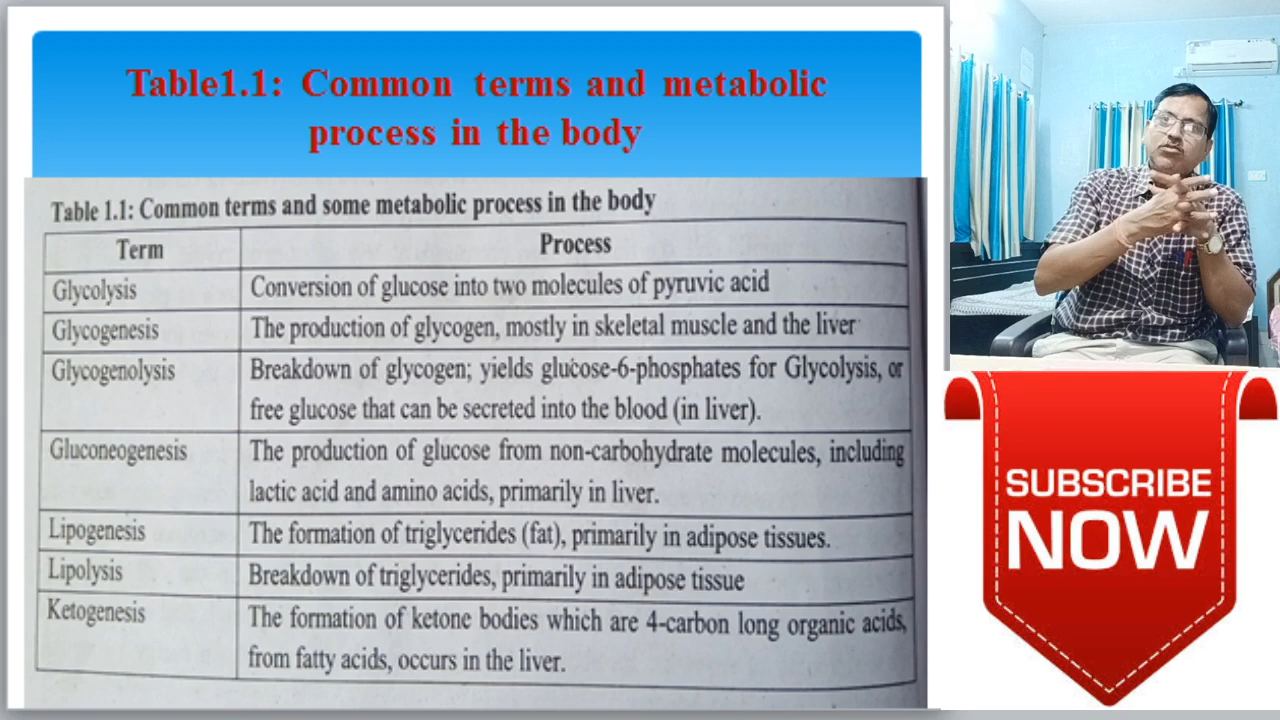 Table1.1: Common terms and metabolic
process in the body
Table 1.1: Common terms and some metabolic process in the body
Term Process
Glycolysis Conversion of glucose into two molecules of pyruvic acid
Glycogenesis The production of glycogen, mostly in skeletal muscle and the liver
Glycogenolysis Breakdown of glycogen; yields glucose-6-phosphates for Glycolysis, or
free glucose that can be secreted into the blood (in liver).
Gluconeogenesis The production of glucose from non-carbohydrate molecules, including
lactic acid and amino acids, primarily in liver.
Lipogenesis The formation of triglycerides (fat), primarily in adipose tissues.
Lipolysis Breakdown of triglycerides, primarily in adipose tissue
Ketogenesis The formation of ketone bodies which are 4-carbon long organic acids,
from fatty acids, occurs in the liver.
SUBSCRIBE
NOW